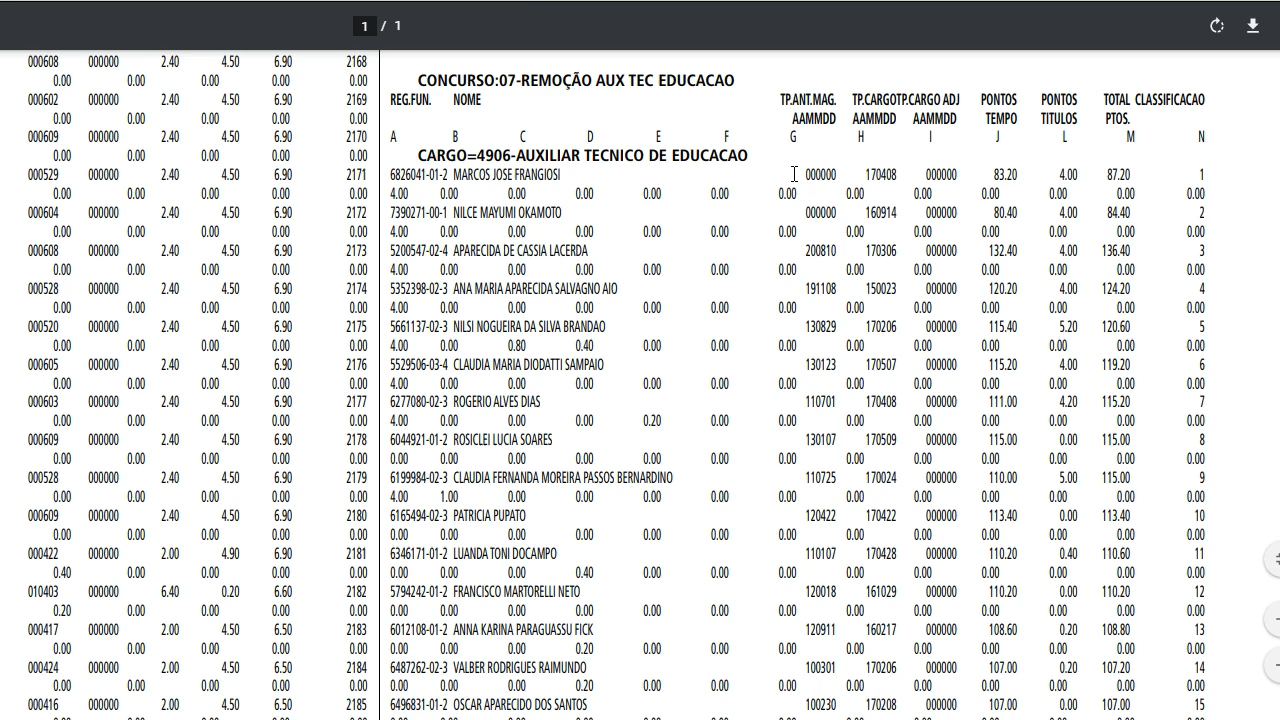 1 / 1
000608 000000 2.40 4.50 6.90 2168
0.00 0.00 0.00 0.00 0.00
000602 000000 2.40 4.50 6.90 2169
0.00 0.00 0.00 0.00 0.00
000609 000000 2.40 4.50 6.90 2170
0.00 0.00 0.00 0.00 0.00
000529 000000 2.40 4.50 6.90 2171
0.00 0.00 0.00 0.00 0.00
000604 000000 2.40 4.50 6.90 2172
0.00 0.00 0.00 0.00 0.00
000608 000000 2.40 4.50 6.90 2173
0.00 0.00 0.00 0.00 0.00
000528 000000 2.40 4.50 6.90 2174
0.00 0.00 0.00 0.00 0.00
000520 000000 2.40 4.50 6.90 2175
0.00 0.00 0.00 0.00 0.00
000605 000000 2.40 4.50 6.90 2176
0.00 0.00 0.00 0.00 0.00
000603 000000 2.40 4.50 6.90 2177
0.00 0.00 0.00 0.00 0.00
000609 000000 2.40 4.50 6.90 2178
0.00 0.00 0.00 0.00 0.00
000528 000000 2.40 4.50 6.90 2179
0.00 0.00 0.00 0.00 0.00
000609 000000 2.40 4.50 6.90 2180
0.00 0.00 0.00 0.00 0.00
000422 000000 2.00 4.90 6.90 2181
0.40 0.00 0.00 0.00 0.00
010403 000000 6.40 0.20 6.60 2182
0.20 0.00 0.00 0.00 0.00
000417 000000 2.00 4.50 6.50 2183
0.00 0.00 0.00 0.00 0.00
000424 000000 2.00 4.50 6.50 2184
0.00 0.00 0.00 0.00 0.00
000416 000000 2.00 4.50 6.50 2185
CONCURSO:07-REMOÇÃO AUX TEC EDUCACAO
REG.FUN. NOME TP.ANT.MAG. TP.CARGOTP.CARGO ADJ PONTOS PONTOS TOTAL CLASSIFICACAO
AAMMDD AAMMDD AAMMDD TEMPO TITULOS PTOS.
A B C D E F G H I J L M N
CARGO=4906-AUXILIAR TECNICO DE EDUCACAO
6826041-01-2 MARCOS JOSE FRANGIOSI 000000 170408 000000 83.20 4.00 87.20 1
4.00 0.00 0.00 0.00 0.00 0.00 0.00 0.00 0.00 0.00 0.00 0.00
7390271-00-1 NILCE MAYUMI OKAMOTO 000000 160914 000000 80.40 4.00 84.40 2
4.00 0.00 0.00 0.00 0.00 0.00 0.00 0.00 0.00 0.00 0.00 0.00
5200547-02-4 APARECIDA DE CASSIA LACERDA 200810 170306 000000 132.40 4.00 136.40 3
4.00 0.00 0.00 0.00 0.00 0.00 0.00 0.00 0.00 0.00 0.00 0.00
5352398-02-3 ANA MARIA APARECIDA SALVAGNO AIO 191108 150023 000000 120.20 4.00 124.20 4
4.00 0.00 0.00 0.00 0.00 0.00 0.00 0.00 0.00 0.00 0.00 0.00
5661137-02-3 NILSI NOGUEIRA DA SILVA BRANDAO 130829 170206 000000 115.40 5.20 120.60 5
4.00 0.00 0.80 0.40 0.00 0.00 0.00 0.00 0.00 0.00 0.00 0.00
5529506-03-4 CLAUDIA MARIA DIODATTI SAMPAIO 130123 170507 000000 115.20 4.00 119.20 6
4.00 0.00 0.00 0.00 0.00 0.00 0.00 0.00 0.00 0.00 0.00 0.00
6277080-02-3 ROGERIO ALVES DIAS 110701 170408 000000 111.00 4.20 115.20 7
4.00 0.00 0.00 0.00 0.20 0.00 0.00 0.00 0.00 0.00 0.00 0.00
6044921-01-2 ROSICLEI LUCIA SOARES 130107 170509 000000 115.00 0.00 115.00 8
0.00 0.00 0.00 0.00 0.00 0.00 0.00 0.00 0.00 0.00 0.00 0.00
6199984-02-3 CLAUDIA FERNANDA MOREIRA PASSOS BERNARDINO 110725 170024 000000 110.00 5.00 115.00 9
4.00 1.00 0.00 0.00 0.00 0.00 0.00 0.00 0.00 0.00 0.00 0.00
6165494-02-3 PATRICIA PUPATO 120422 170422 000000 113.40 0.00 113.40 10
0.00 0.00 0.00 0.00 0.00 0.00 0.00 0.00 0.00 0.00 0.00 0.00
6346171-01-2 LUANDA TONI DOCAMPO 110107 170428 000000 110.20 0.40 110.60 11
0.00 0.00 0.00 0.40 0.00 0.00 0.00 0.00 0.00 0.00 0.00 0.00
5794242-01-2 FRANCISCO MARTORELLI NETO 120018 161029 000000 110.20 0.00 110.20 12
0.00 0.00 0.00 0.00 0.00 0.00 0.00 0.00 0.00 0.00 0.00 0.00
6012108-01-2 ANNA KARINA PARAGUASSU FICK 120911 160217 000000 108.60 0.20 108.80 13
0.00 0.00 0.00 0.20 0.00 0.00 0.00 0.00 0.00 0.00 0.00 0.00
6487262-02-3 VALBER RODRIGUES RAIMUNDO 100301 170206 000000 107.00 0.20 107.20 14
0.00 0.00 0.00 0.20 0.00 0.00 0.00 0.00 0.00 0.00 0.00 0.00
6496831-01-2 OSCAR APARECIDO DOS SANTOS 100230 170208 000000 107.00 0.00 107.00 15